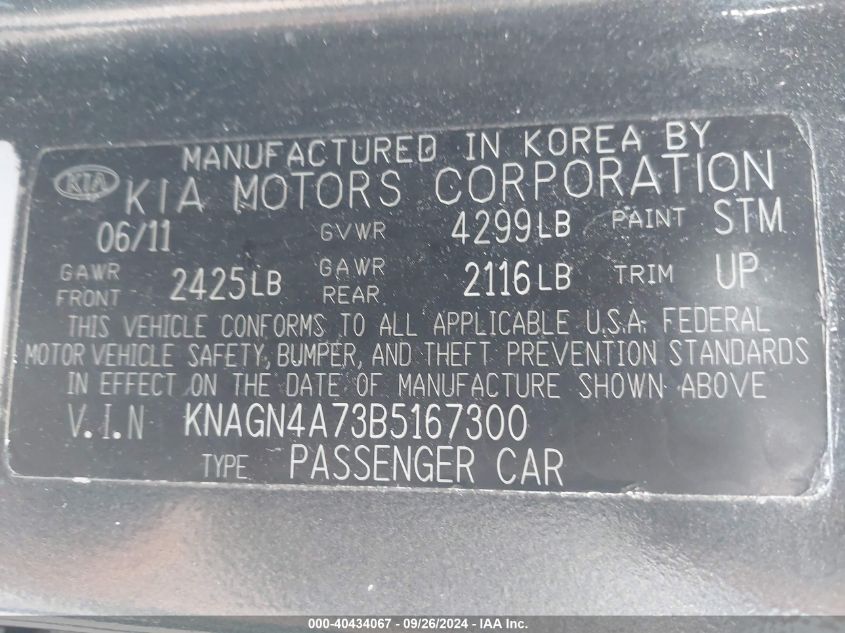 MANUFACTURED IN KOREA BY
KIA KIA MOTORS CORPORATION
06/11 GVWR 4299LB PAINT STM
GAWR FRONT 2425LB GAWR REAR 2116LB TRIM UP
THIS VEHICLE CONFORMS TO ALL APPLICABLE U.S.A. FEDERAL
MOTOR VEHICLE SAFETY, BUMPER, AND THEFT PREVENTION STANDARDS
IN EFFECT ON THE DATE OF MANUFACTURE SHOWN ABOVE
V.I.N KNAGN4A73B5167300
TYPE PASSENGER CAR
000-40434067 - 09/26/2024 - IAA Inc.